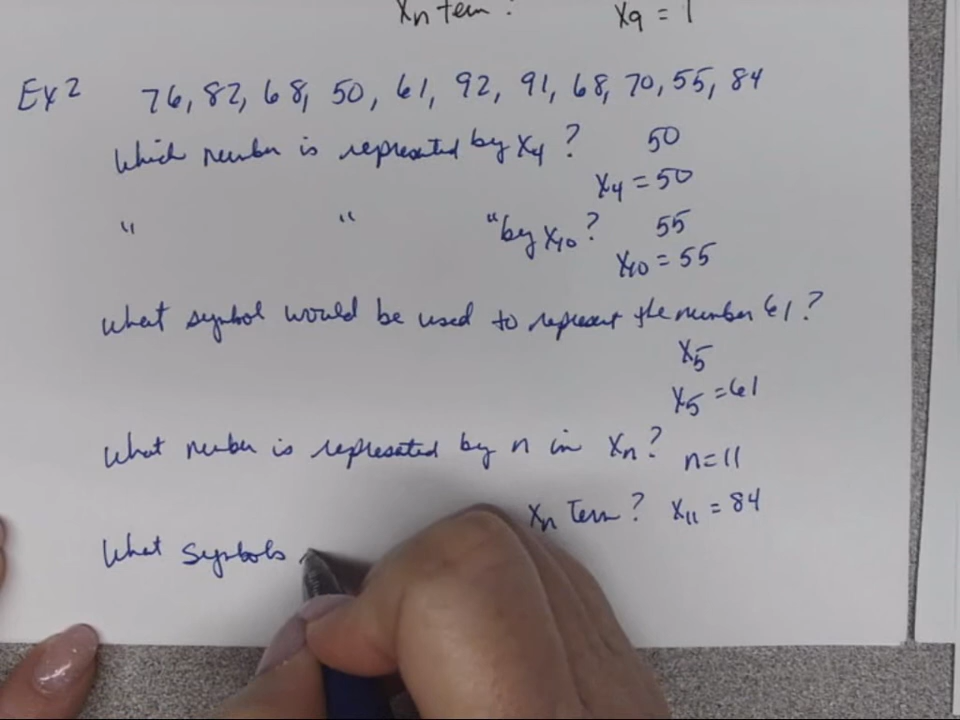 Xn term? X9 = 1
Ex 2 76, 82, 68, 50, 61, 92, 91, 68, 70, 55, 84
Which number is represented by X4? 50
X4 = 50
" " " by X10? 55
X10 = 55
What symbol would be used to represent the number 61?
X5
X5 = 61
What number is represented by n in Xn? n = 11
Xn Term? X11 = 84
What symbols